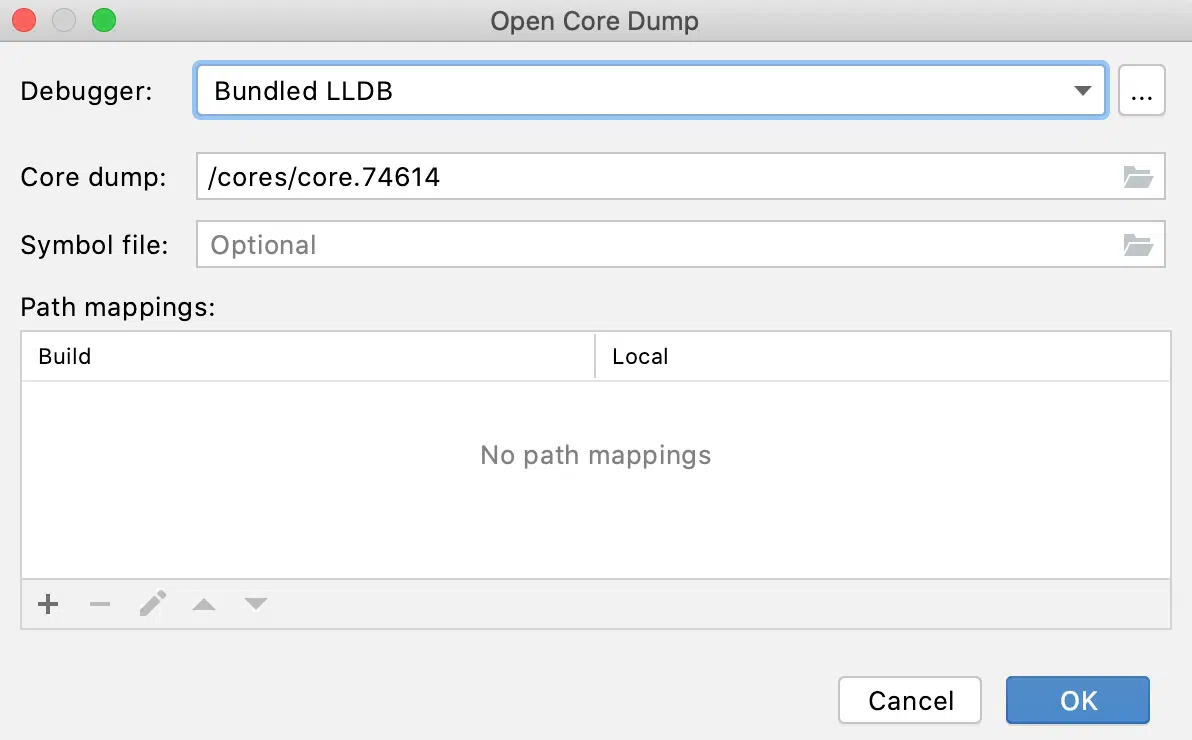 Open Core Dump
Debugger: Bundled LLDB ...
Core dump: /cores/core.74614
Symbol file: Optional
Path mappings:
Build Local
No path mappings
Cancel OK